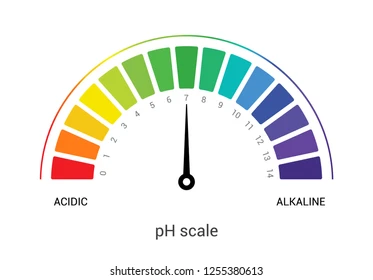 0 1 2 3 4 5 6 7 8 9 10 11 12 13 14
ACIDIC ALKALINE
pH scale
shutterstock.com · 1255380613